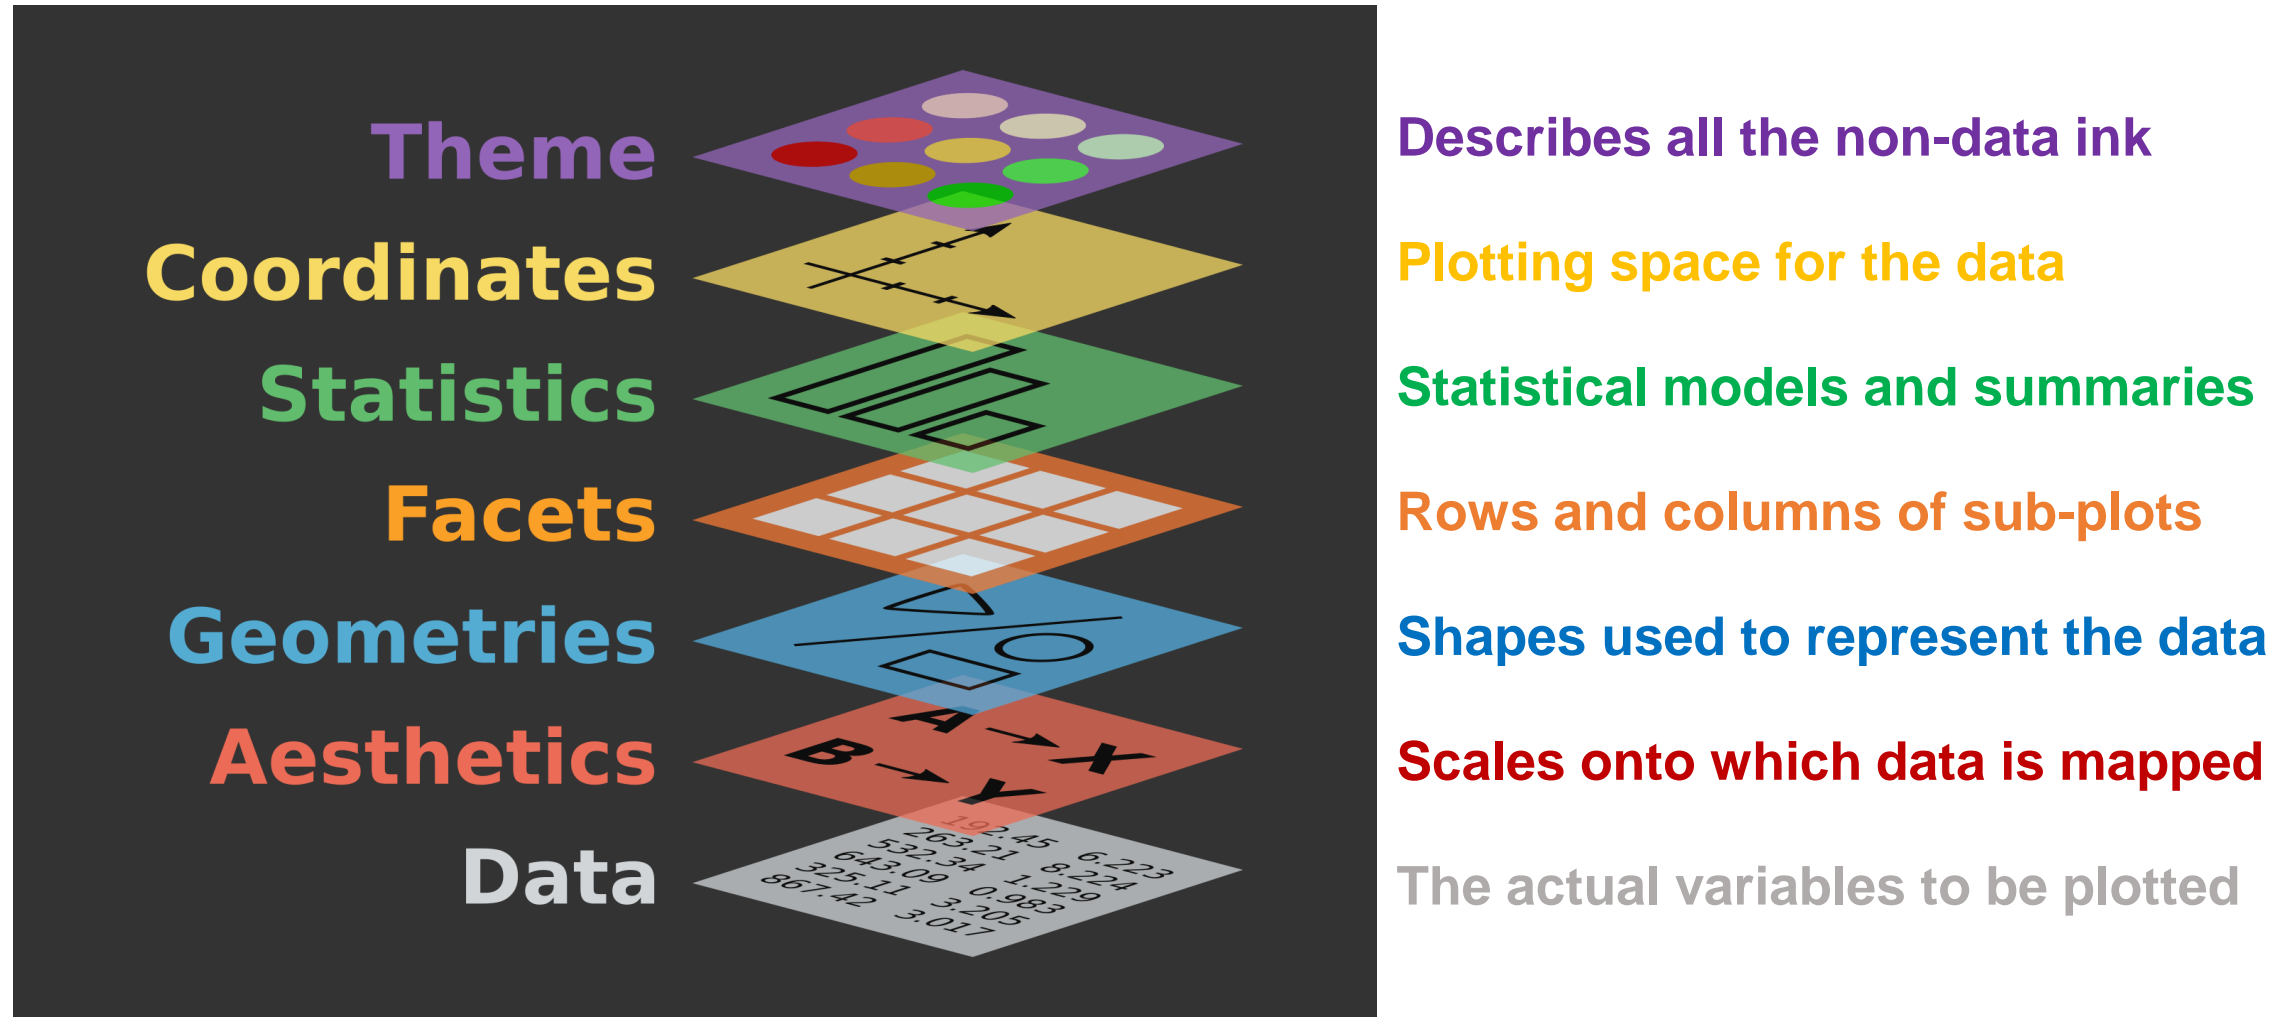 Theme
Describes all the non-data ink
Coordinates
Plotting space for the data
Statistics
Statistical models and summaries
Facets
Rows and columns of sub-plots
Geometries
Shapes used to represent the data
Aesthetics
A → X
B → Y
Scales onto which data is mapped
Data
192.45 6.223
263.21 8.224
532.34 1.229
643.09 0.983
325.11 3.205
867.42 3.017
The actual variables to be plotted